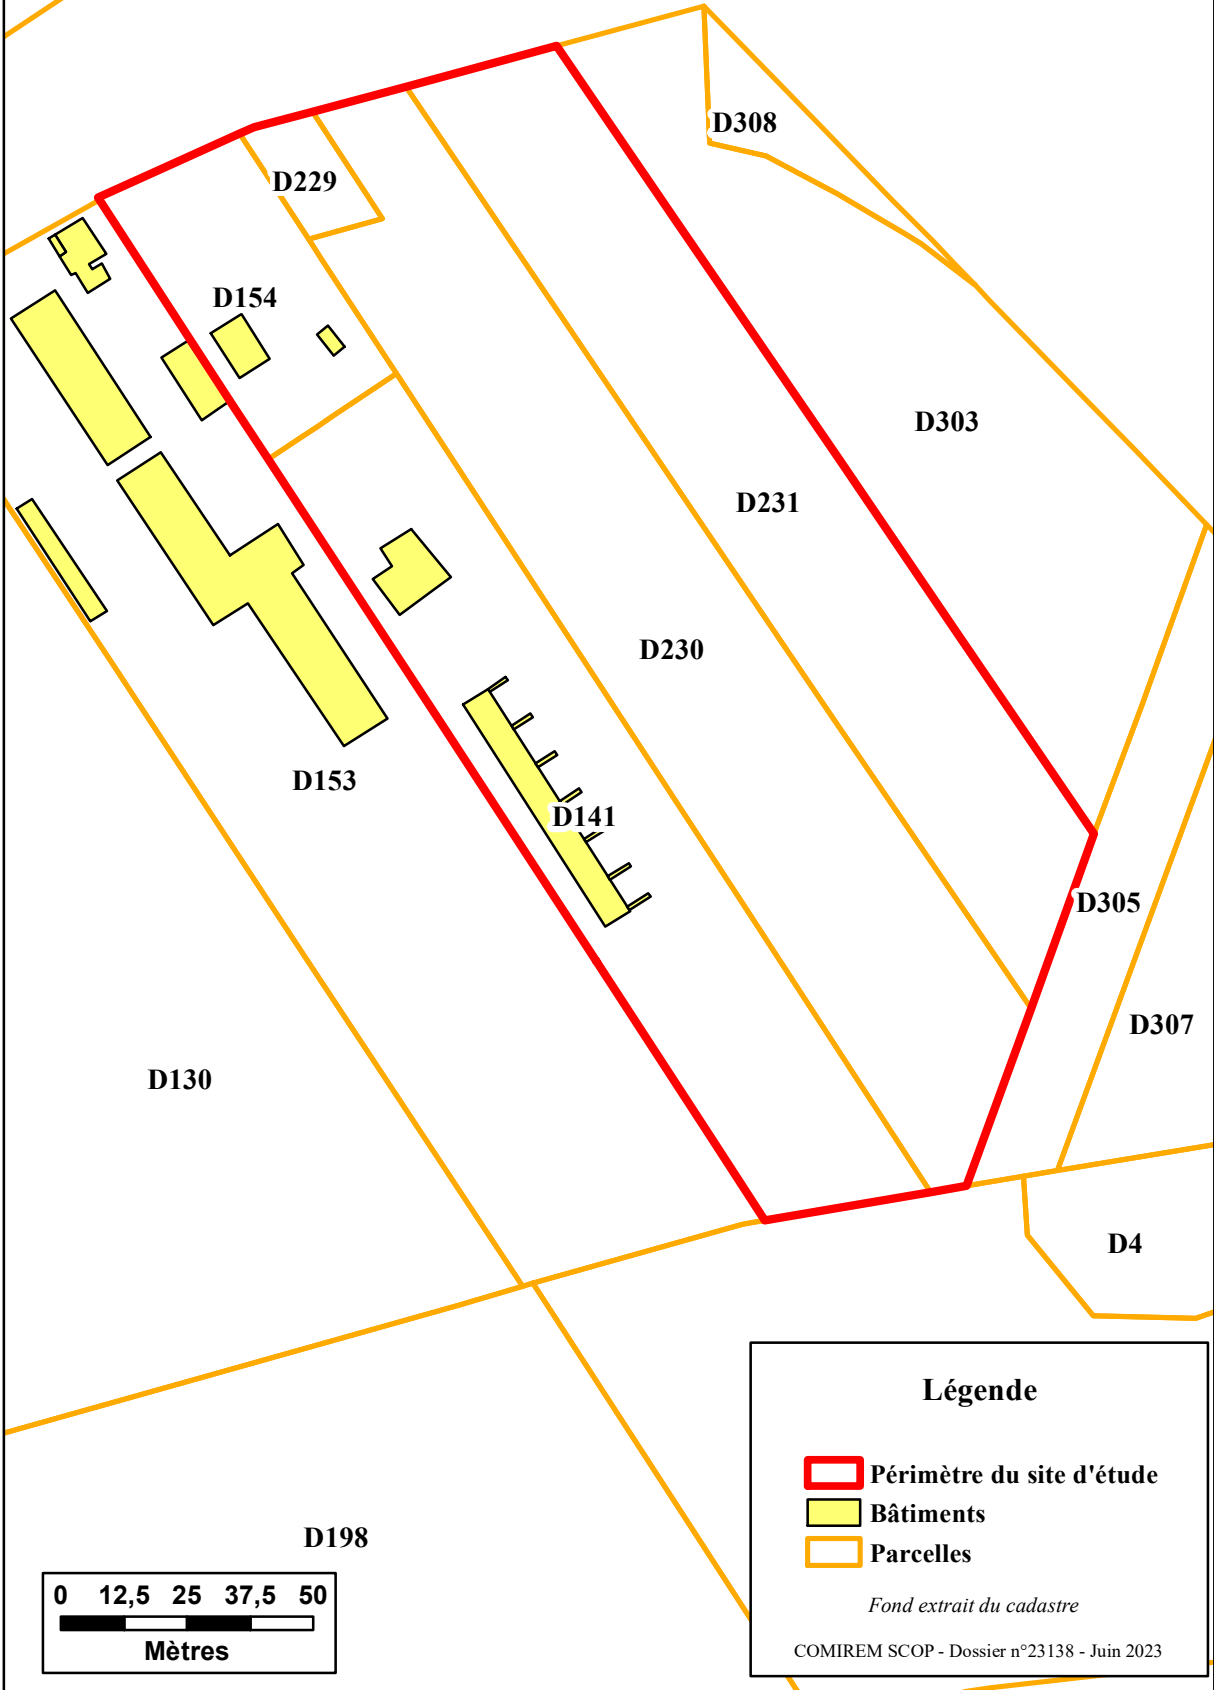 D308
D229
D154
D303
D231
D230
D153
D141
D305
D307
D130
D4
D198
0 12,5 25 37,5 50
Mètres
Légende
Périmètre du site d'étude
Bâtiments
Parcelles
Fond extrait du cadastre
COMIREM SCOP - Dossier n°23138 - Juin 2023